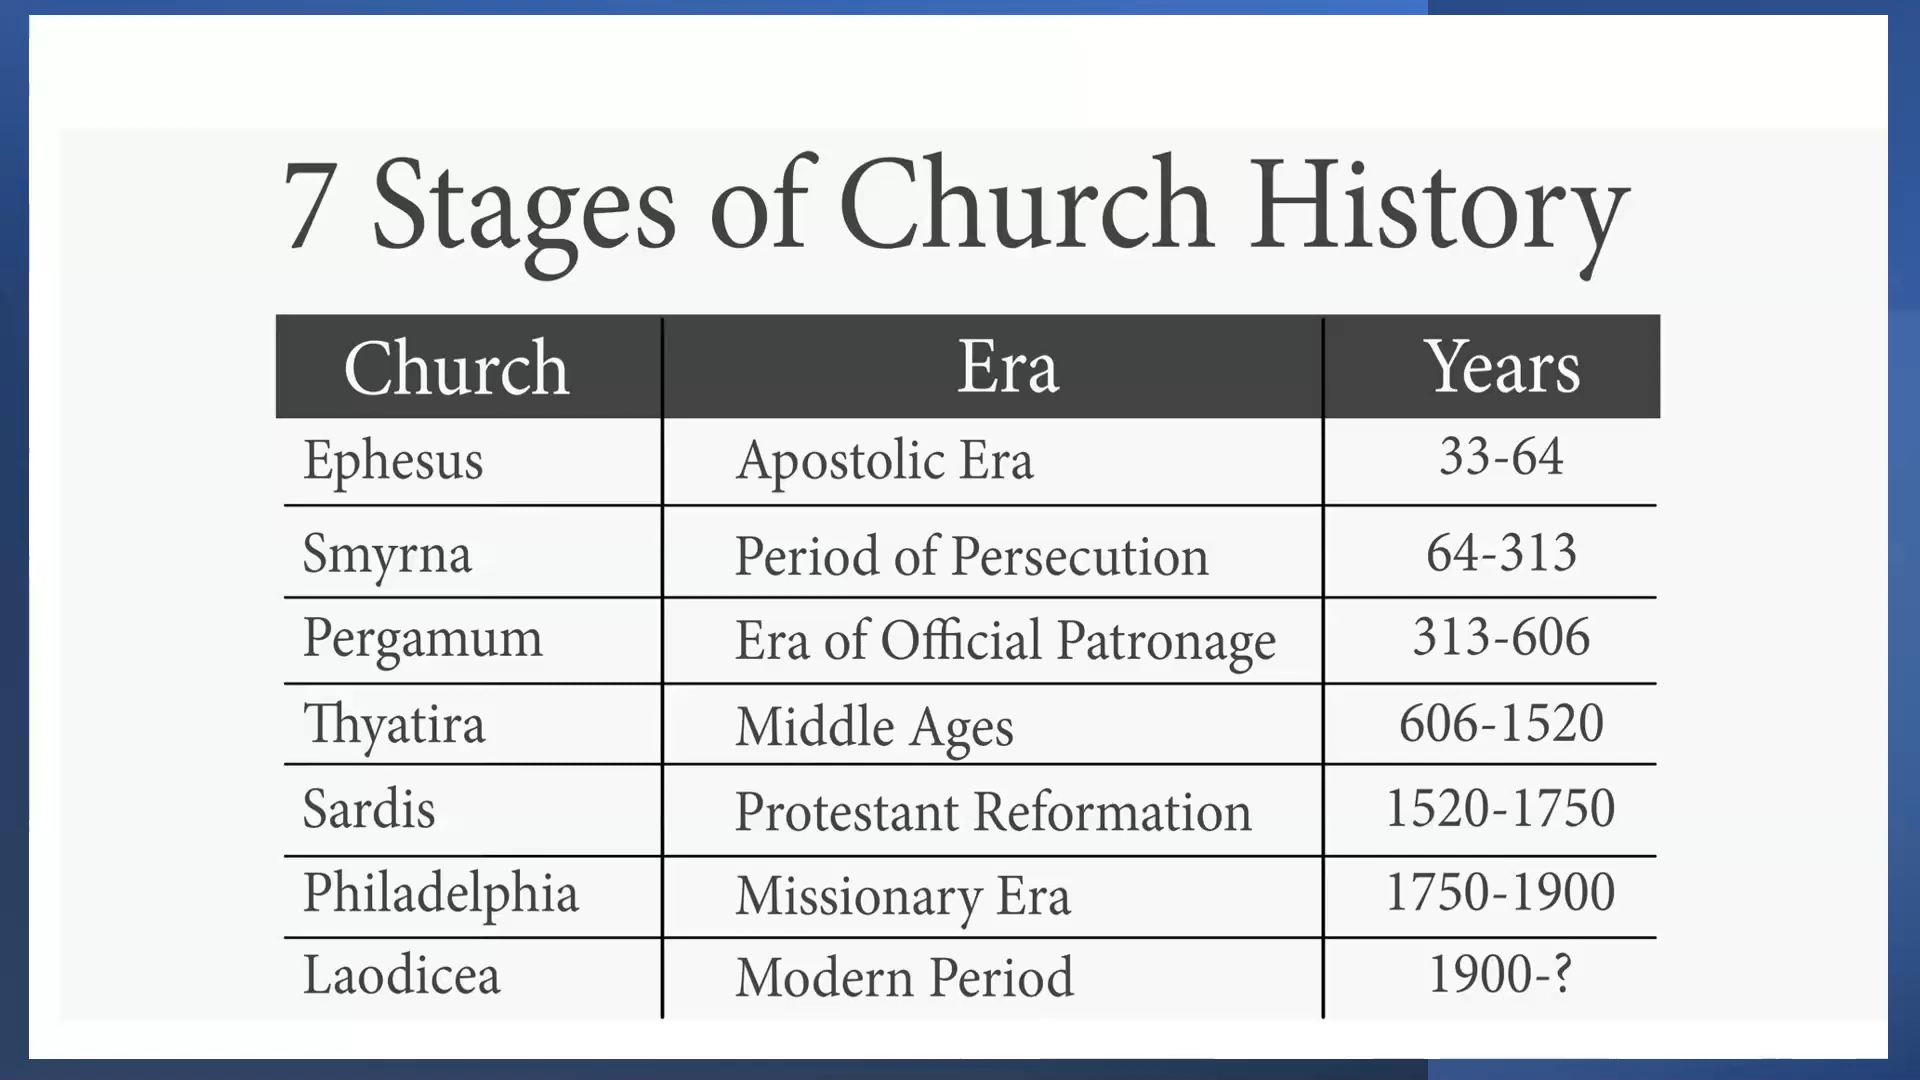 7 Stages of Church History
Church Era Years
Ephesus Apostolic Era 33-64
Smyrna Period of Persecution 64-313
Pergamum Era of Official Patronage 313-606
Thyatira Middle Ages 606-1520
Sardis Protestant Reformation 1520-1750
Philadelphia Missionary Era 1750-1900
Laodicea Modern Period 1900-?